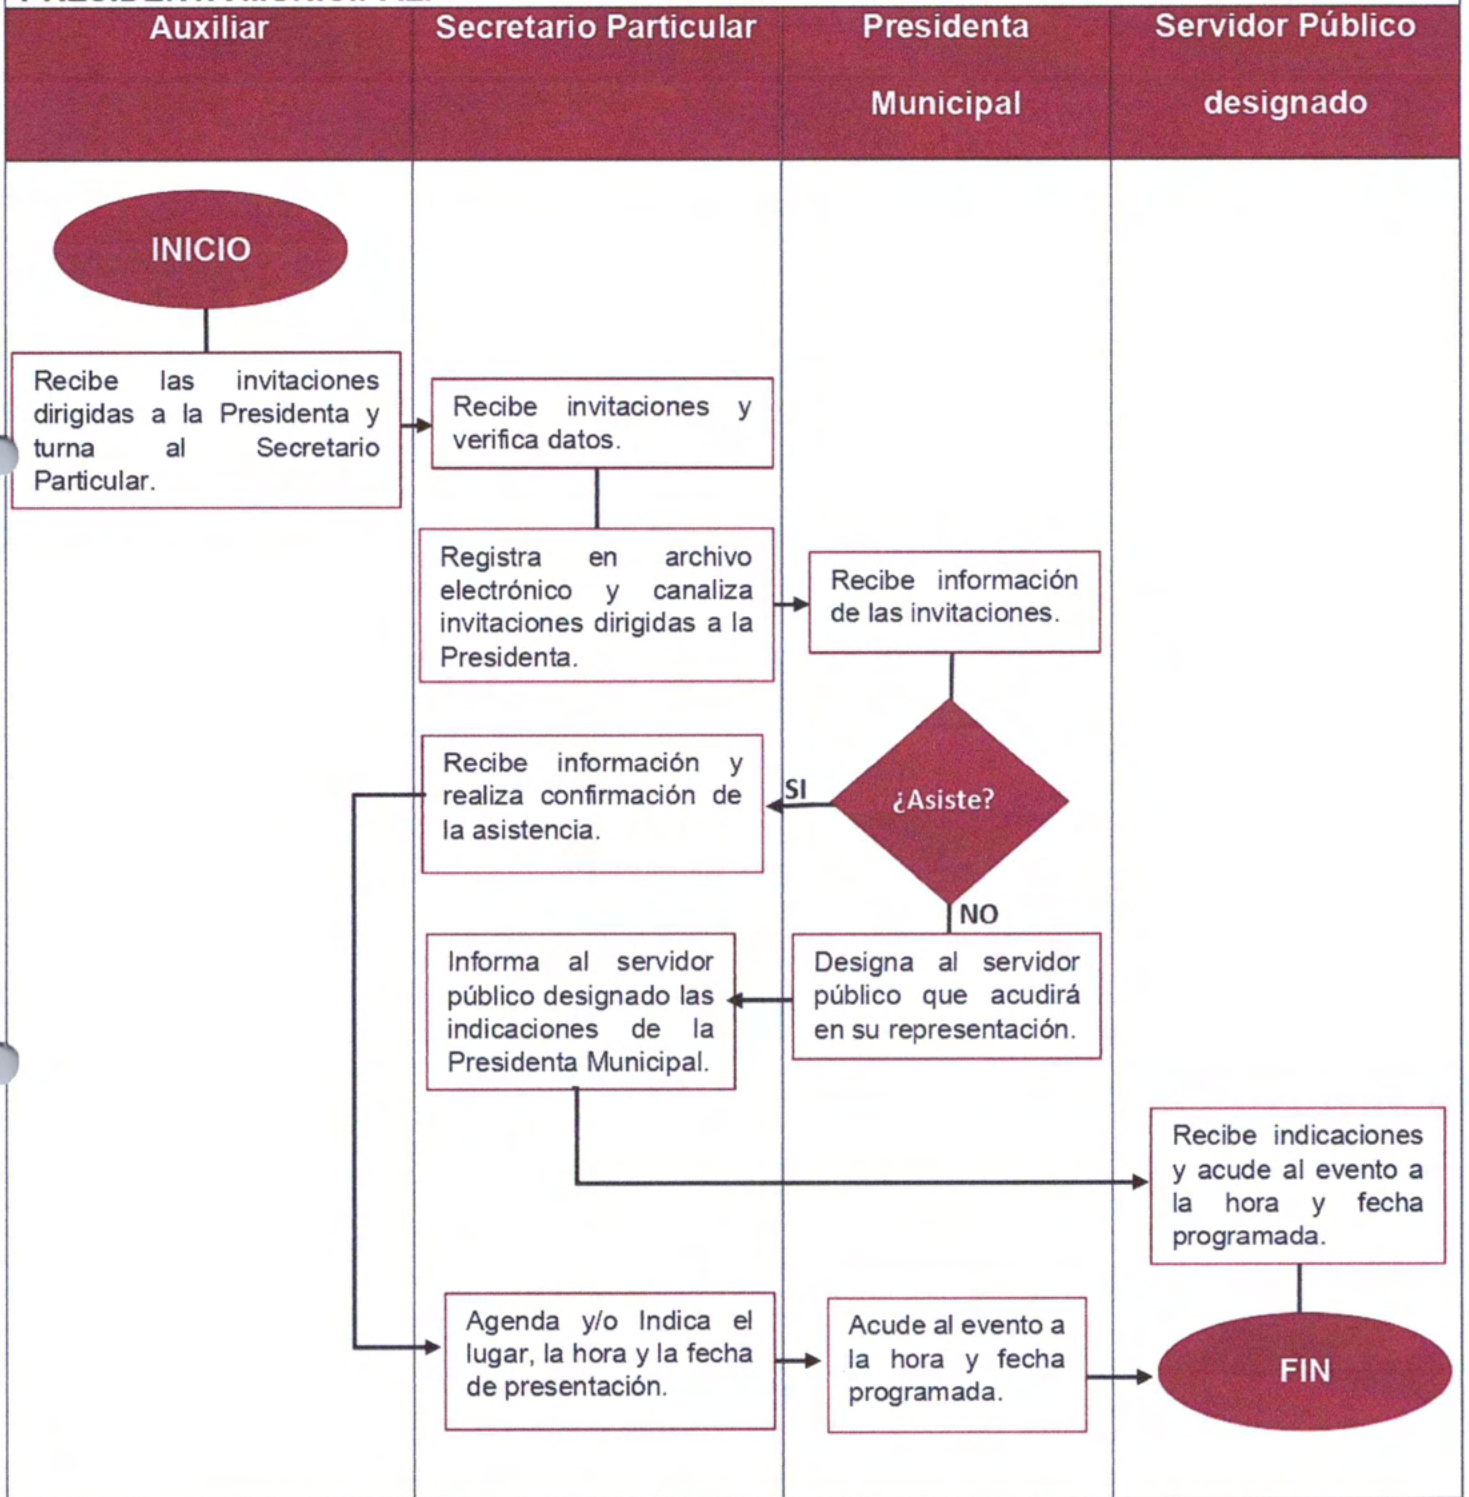 Auxiliar
Secretario Particular
Presidenta
Municipal
Servidor Público
designado
INICIO
Recibe las invitaciones
dirigidas a la Presidenta y
turna al Secretario
Particular.
Recibe invitaciones y
verifica datos.
Registra en archivo
electrónico y canaliza
invitaciones dirigidas a la
Presidenta.
Recibe información
de las invitaciones.
¿Asiste?
SI
Recibe información y
realiza confirmación de
la asistencia.
NO
Designa al servidor
público que acudirá
en su representación.
Informa al servidor
público designado las
indicaciones de la
Presidenta Municipal.
Recibe indicaciones
y acude al evento a
la hora y fecha
programada.
Agenda y/o Indica el
lugar, la hora y la fecha
de presentación.
Acude al evento a
la hora y fecha
programada.
FIN